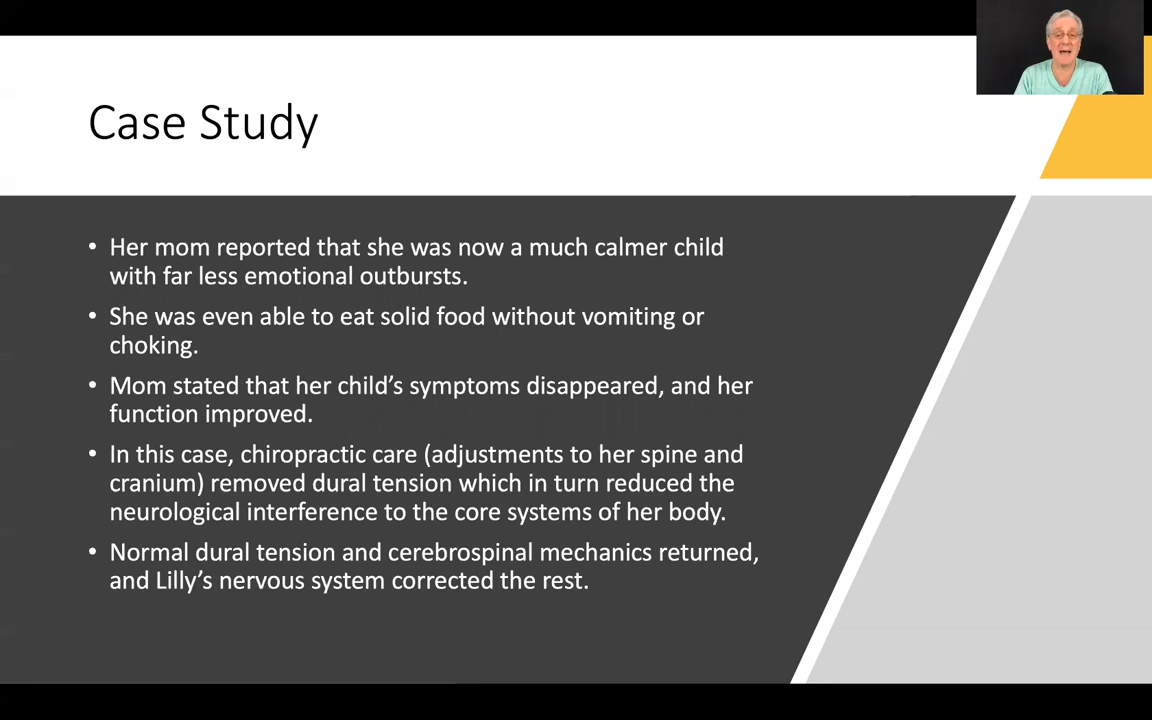 Case Study
• Her mom reported that she was now a much calmer child
with far less emotional outbursts.
• She was even able to eat solid food without vomiting or
choking.
• Mom stated that her child’s symptoms disappeared, and her
function improved.
• In this case, chiropractic care (adjustments to her spine and
cranium) removed dural tension which in turn reduced the
neurological interference to the core systems of her body.
• Normal dural tension and cerebrospinal mechanics returned,
and Lilly’s nervous system corrected the rest.